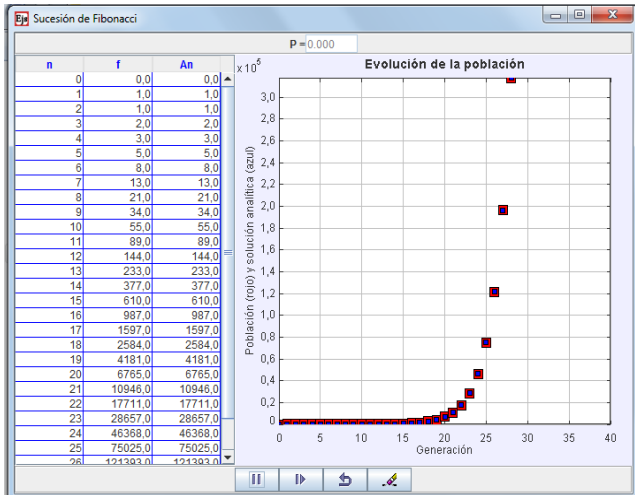 Ejs Sucesión de Fibonacci
p = 0.000
n f An
0 0,0 0,0
1 1,0 1,0
2 1,0 1,0
3 2,0 2,0
4 3,0 3,0
5 5,0 5,0
6 8,0 8,0
7 13,0 13,0
8 21,0 21,0
9 34,0 34,0
10 55,0 55,0
11 89,0 89,0
12 144,0 144,0
13 233,0 233,0
14 377,0 377,0
15 610,0 610,0
16 987,0 987,0
17 1597,0 1597,0
18 2584,0 2584,0
19 4181,0 4181,0
20 6765,0 6765,0
21 10946,0 10946,0
22 17711,0 17711,0
23 28657,0 28657,0
24 46368,0 46368,0
25 75025,0 75025,0
26 121393,0 121393,0
Evolución de la población
x10^5
3,0
2,8
2,6
2,4
2,2
2,0
1,8
1,6
1,4
1,2
1,0
0,8
0,6
0,4
0,2
0
Población (rojo) y solución analítica (azul)
0 5 10 15 20 25 30 35 40
Generación